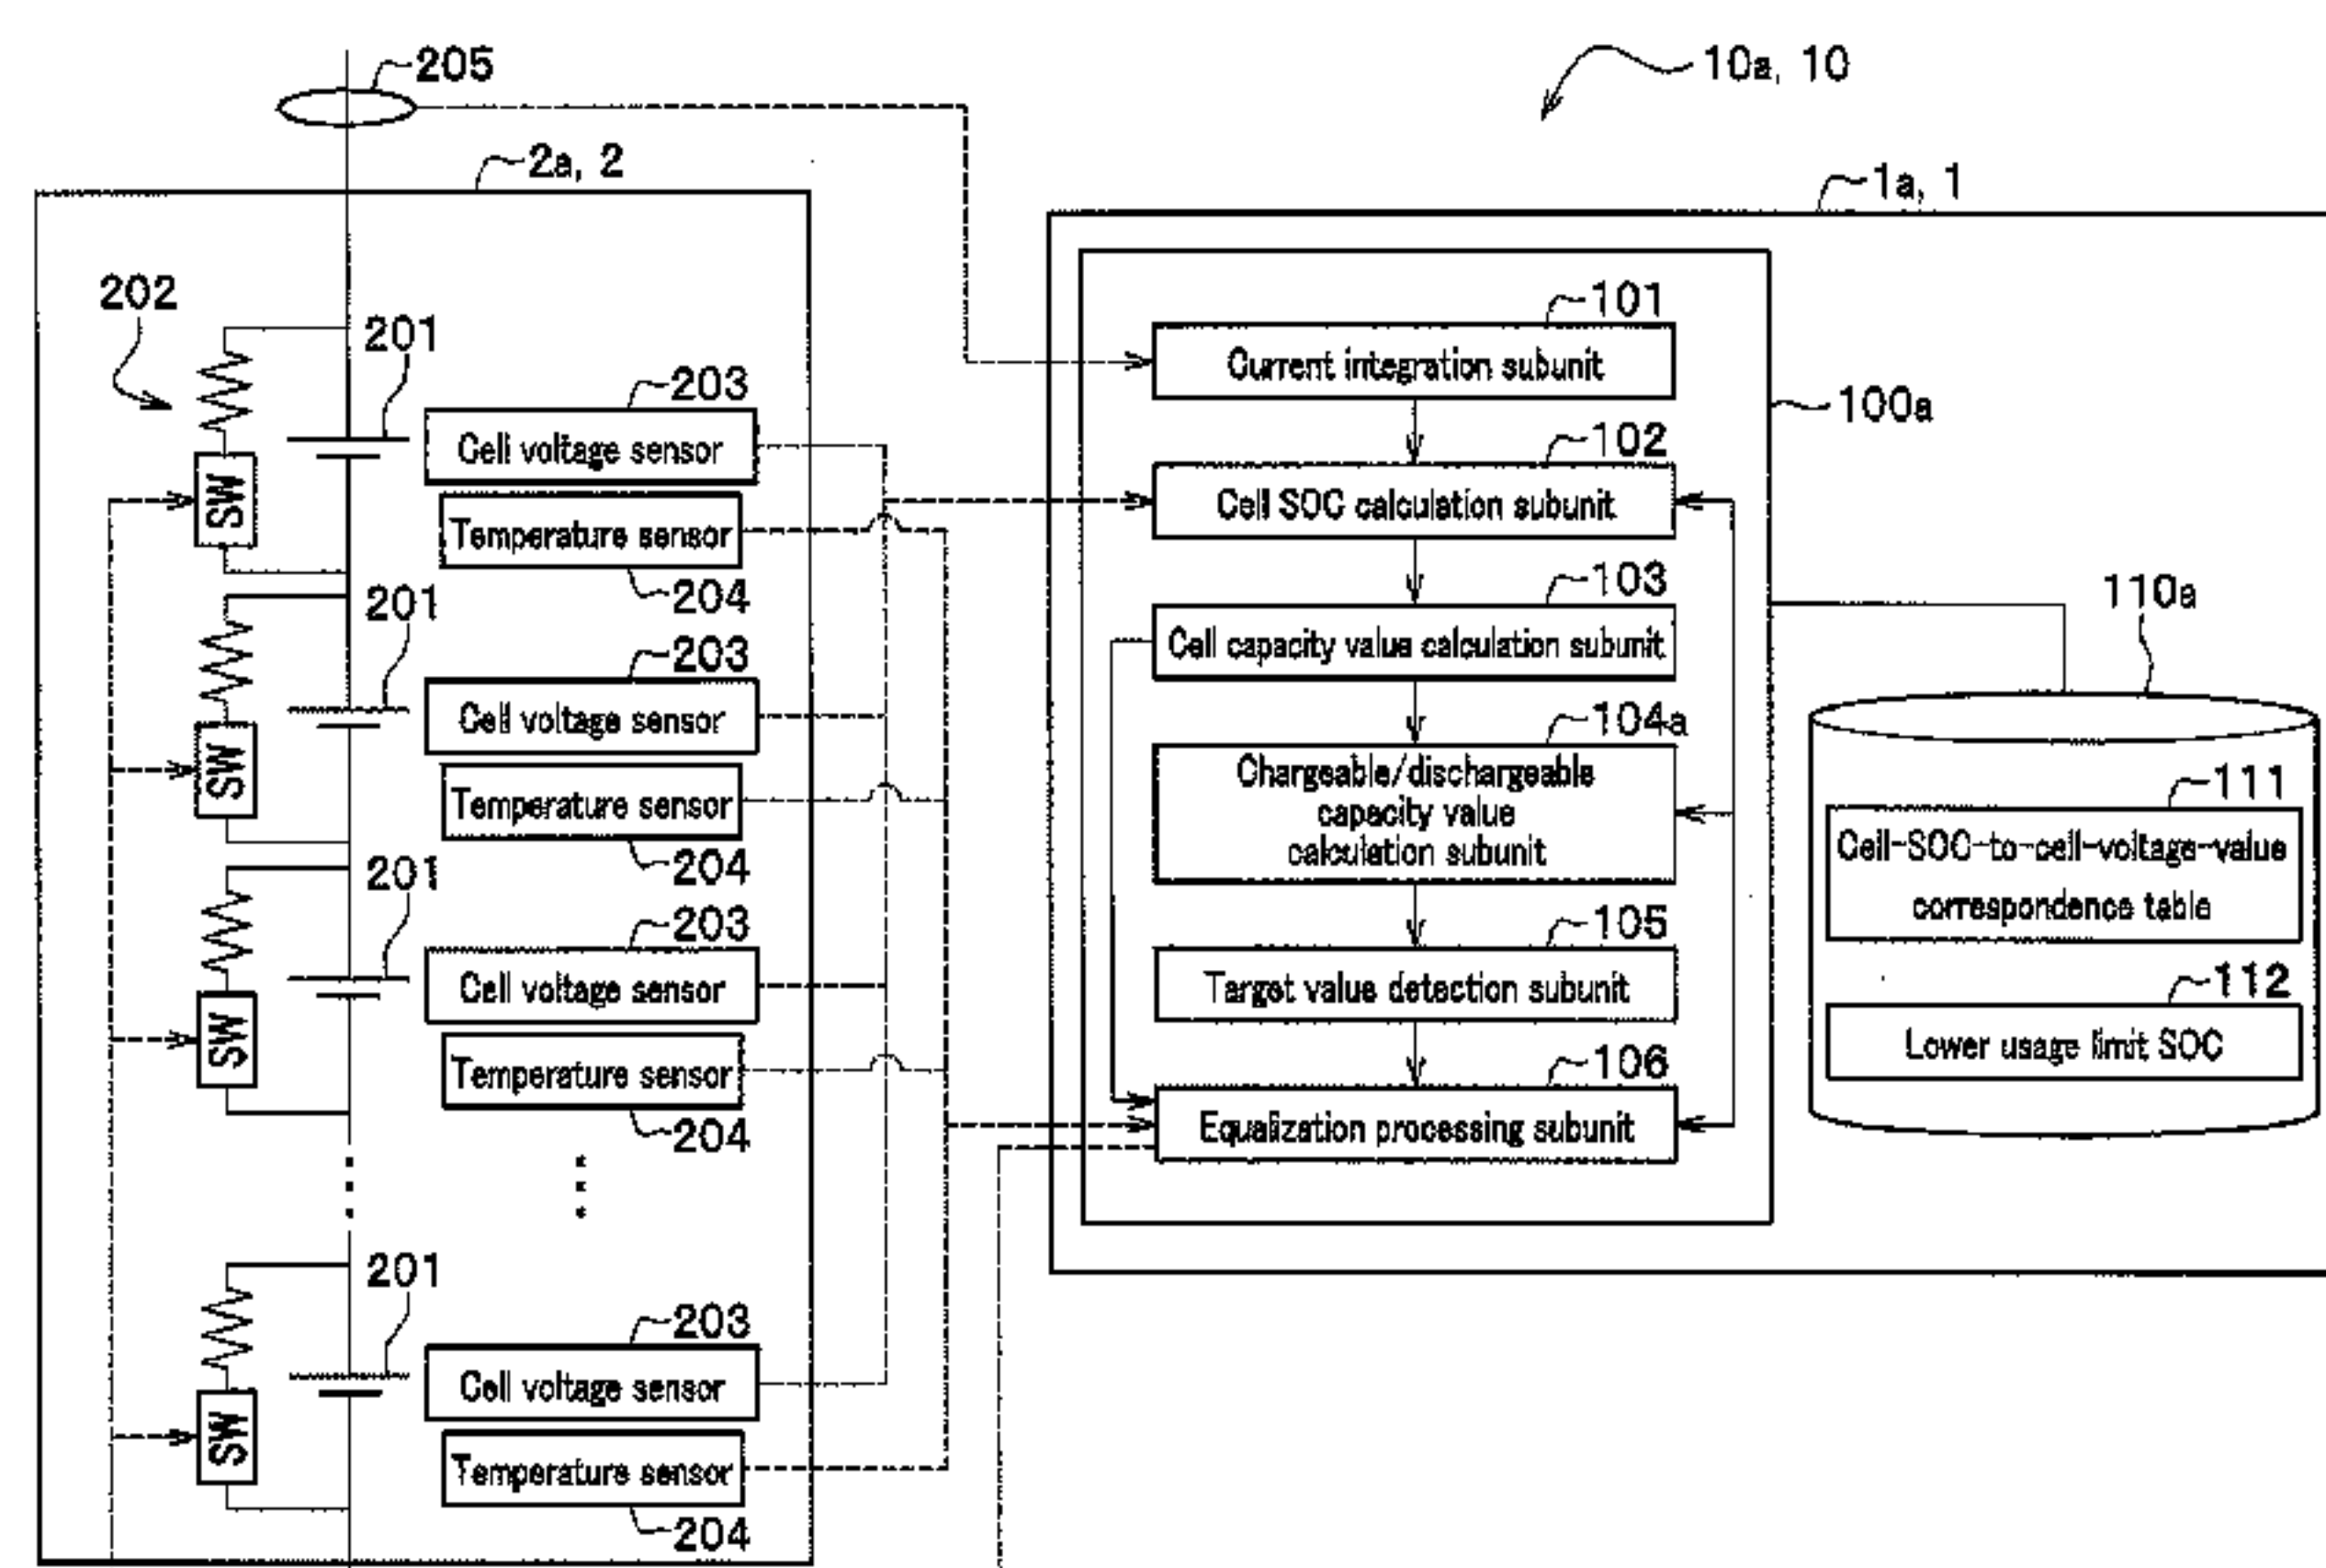 205
10a, 10
2a, 2
1a, 1
202
201
203
Cell voltage sensor
SW
Temperature sensor
204
201
203
Cell voltage sensor
SW
Temperature sensor
204
201
203
Cell voltage sensor
SW
Temperature sensor
204
201
203
Cell voltage sensor
SW
Temperature sensor
204
101
Current integration subunit
100a
102
Cell SOC calculation subunit
103
Cell capacity value calculation subunit
104a
Chargeable/dischargeable
capacity value
calculation subunit
105
Target value detection subunit
106
Equalization processing subunit
110a
111
Cell-SOC-to-cell-voltage-value
correspondence table
112
Lower usage limit SOC